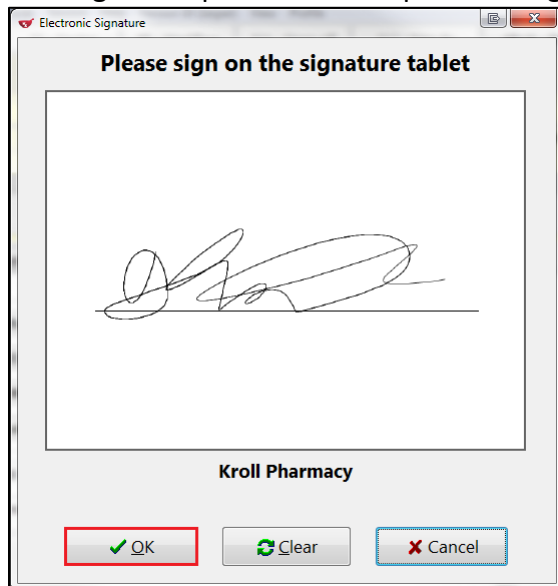 Electronic Signature
Please sign on the signature tablet
Kroll Pharmacy
OK
Clear
Cancel